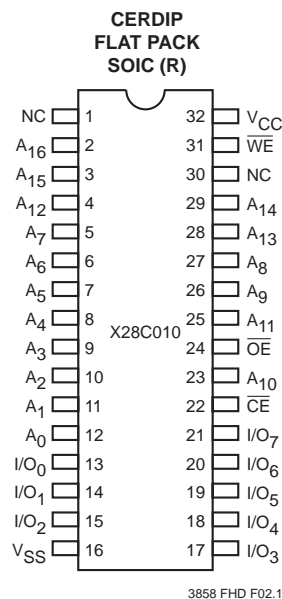 CERDIP
FLAT PACK
SOIC (R)
NC 1 32 VCC
A16 2 31 W̅E̅
A15 3 30 NC
A12 4 29 A14
A7 5 28 A13
A6 6 27 A8
A5 7 26 A9
A4 8 25 A11
X28C010
A3 9 24 O̅E̅
A2 10 23 A10
A1 11 22 C̅E̅
A0 12 21 I/O7
I/O0 13 20 I/O6
I/O1 14 19 I/O5
I/O2 15 18 I/O4
VSS 16 17 I/O3
3858 FHD F02.1